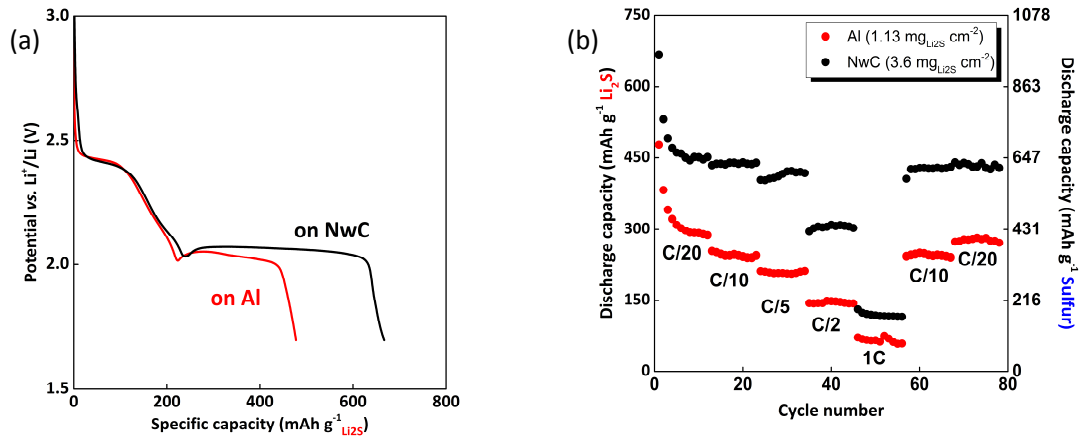 (a)
3.0
2.5
2.0
1.5
Potential vs. Li⁺/Li (V)
on NwC
on Al
0
200
400
600
800
Specific capacity (mAh g⁻¹Li2S)
(b)
750
600
450
300
150
0
Discharge capacity (mAh g⁻¹ Li₂S)
Al (1.13 mgLi2S cm⁻²)
NwC (3.6 mgLi2S cm⁻²)
C/20
C/10
C/5
C/2
1C
C/10
C/20
1078
863
647
431
216
0
Discharge capacity (mAh g⁻¹ Sulfur)
0
20
40
60
80
Cycle number